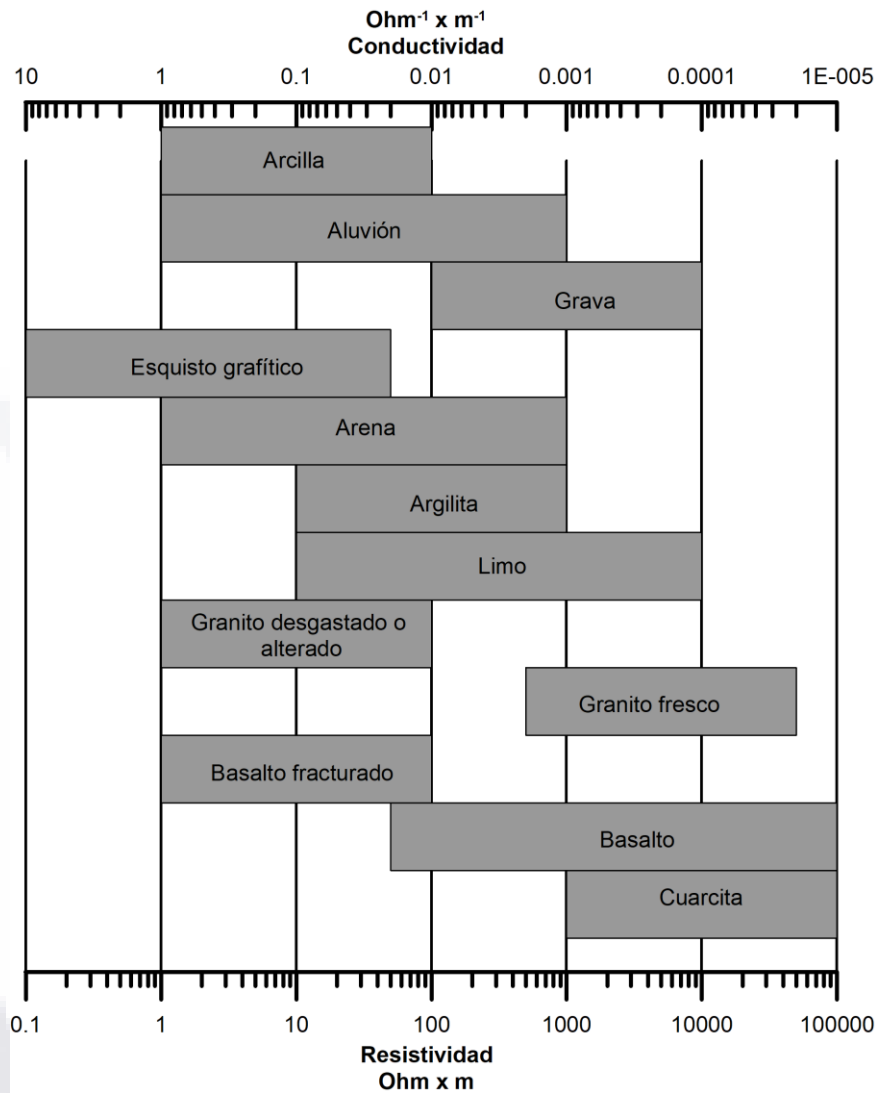 Ohm⁻¹ x m⁻¹
Conductividad
10 1 0.1 0.01 0.001 0.0001 1E-005
Arcilla
Aluvión
Grava
Esquisto grafítico
Arena
Argilita
Limo
Granito desgastado o
alterado
Granito fresco
Basalto fracturado
Basalto
Cuarcita
0.1 1 10 100 1000 10000 100000
Resistividad
Ohm x m